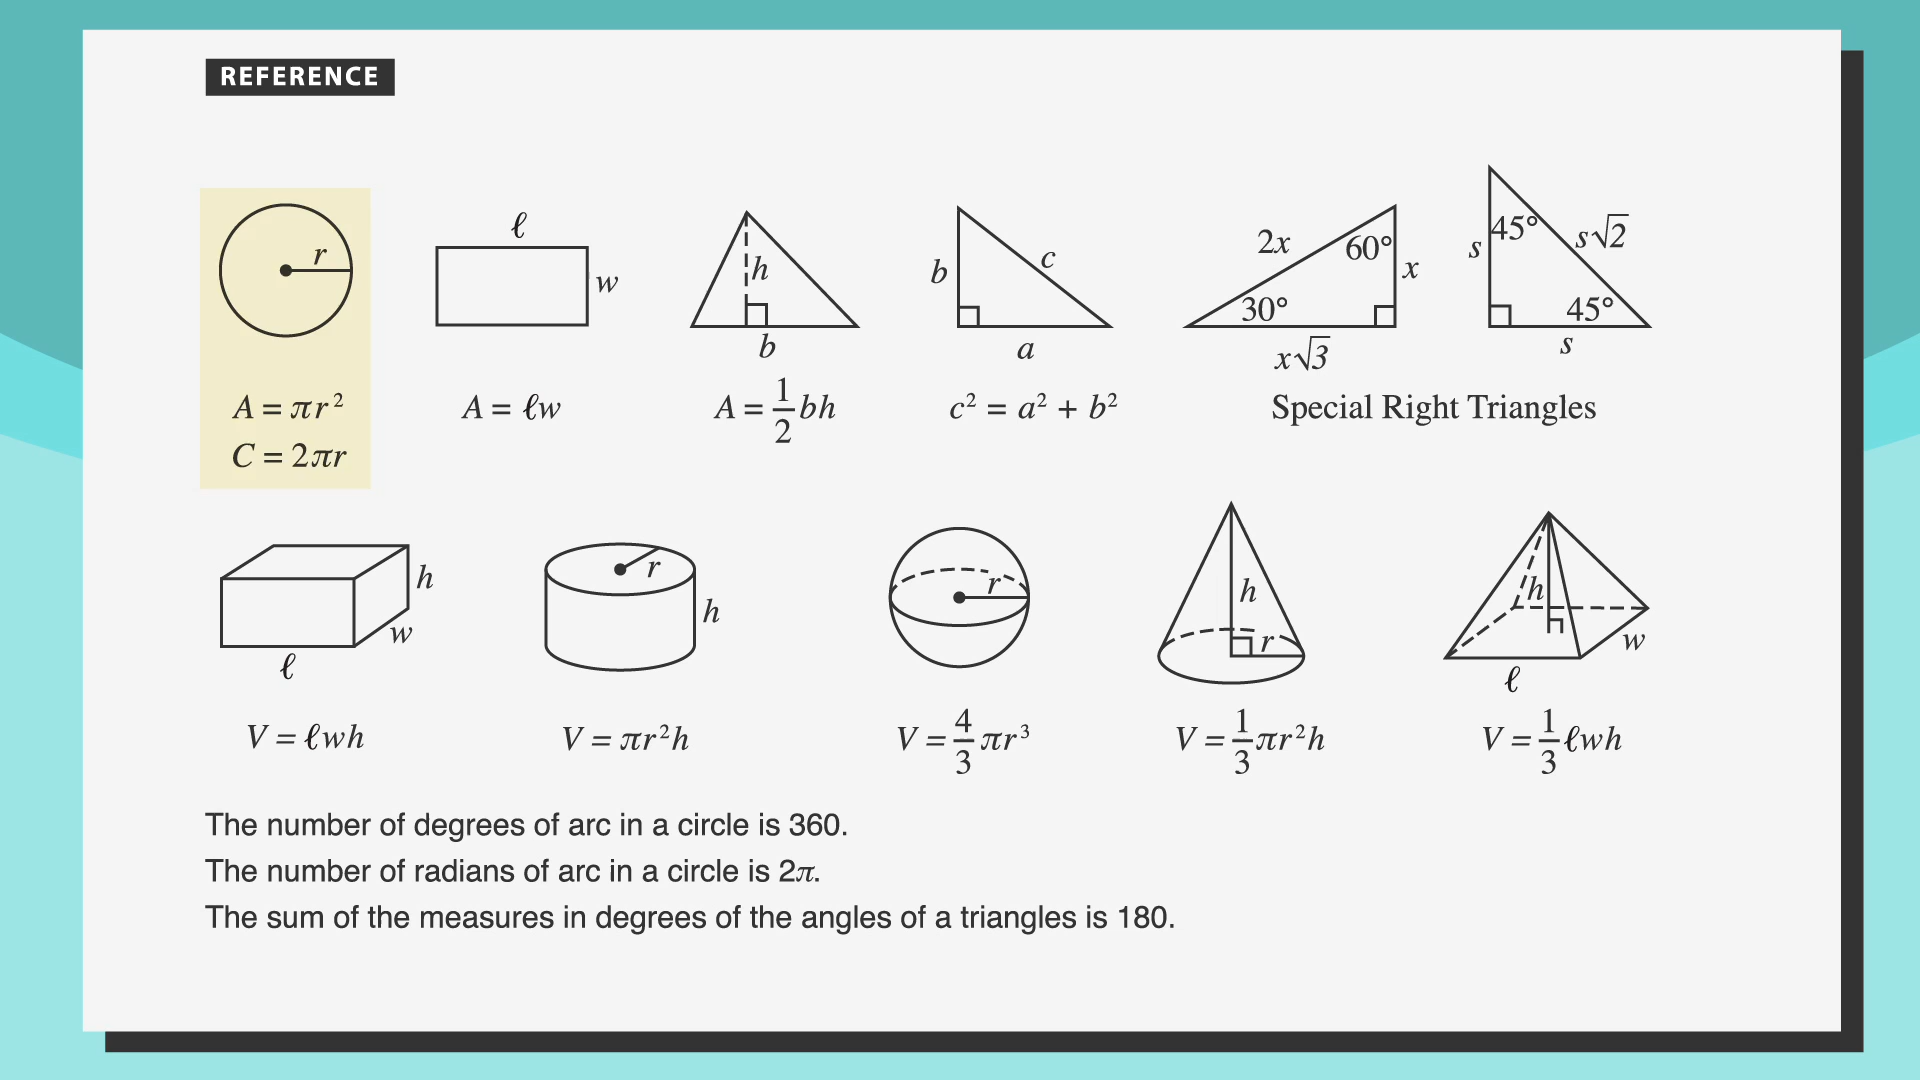 REFERENCE
r
ℓ
w
h
b
b
c
a
2x
60°
x
30°
x√3
45°
s
s√2
45°
s
A = πr²
C = 2πr
A = ℓw
A = 1/2 bh
c² = a² + b²
Special Right Triangles
h
w
ℓ
r
h
r
h
r
h
w
ℓ
V = ℓwh
V = πr²h
V = 4/3 πr³
V = 1/3 πr²h
V = 1/3 ℓwh
The number of degrees of arc in a circle is 360.
The number of radians of arc in a circle is 2π.
The sum of the measures in degrees of the angles of a triangles is 180.